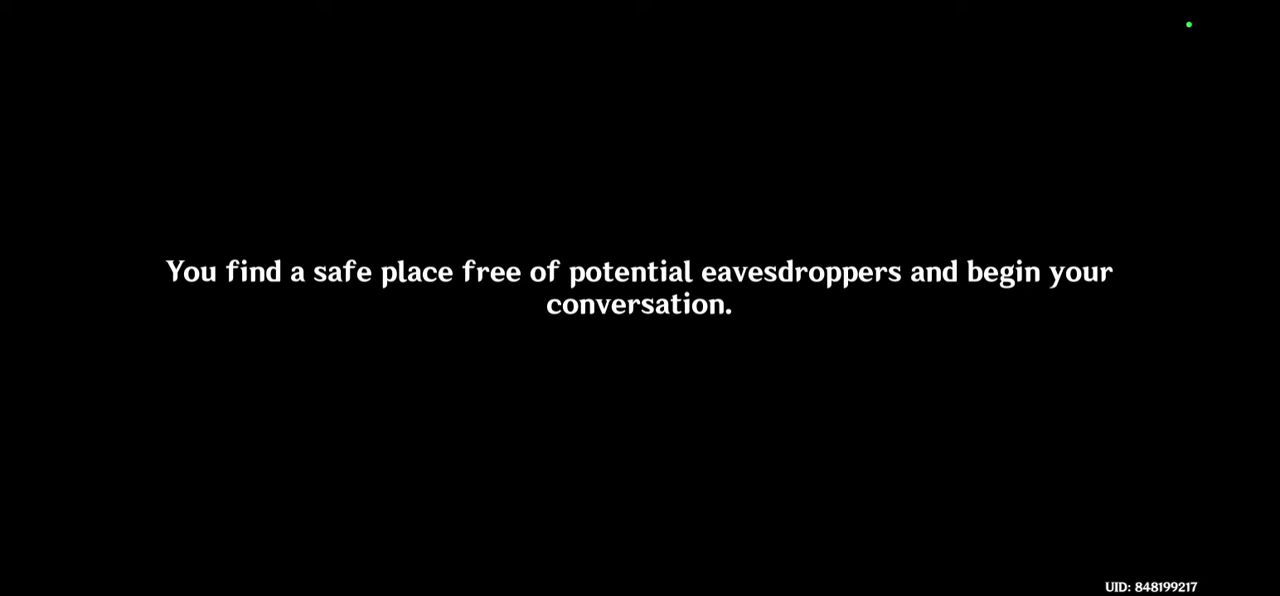 You find a safe place free of potential eavesdroppers and begin your
conversation.
UID: 848199217